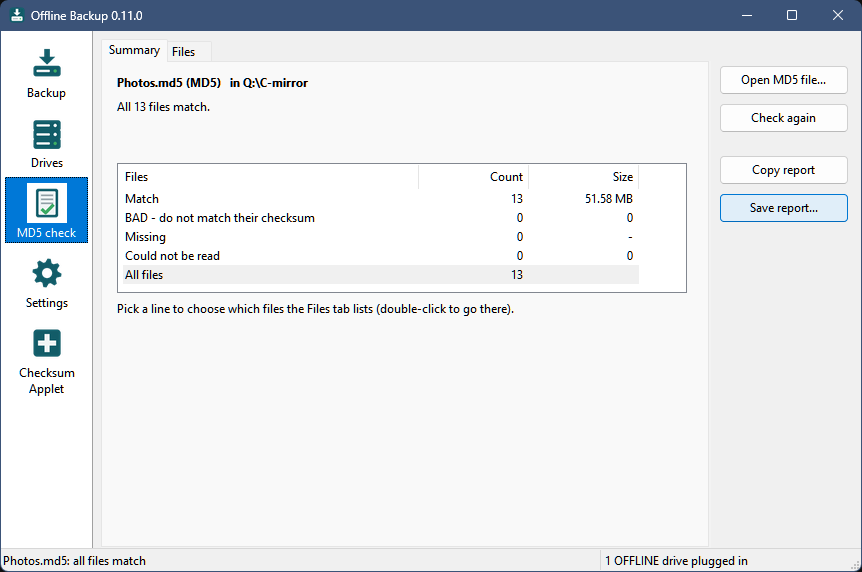 Offline Backup 0.11.0
Backup
Drives
MD5 check
Settings
Checksum
Applet
Summary
Files
Photos.md5 (MD5) in Q:\C-mirror
All 13 files match.
Files Count Size
Match 13 51.58 MB
BAD - do not match their checksum 0 0
Missing 0 -
Could not be read 0 0
All files 13
Pick a line to choose which files the Files tab lists (double-click to go there).
Open MD5 file...
Check again
Copy report
Save report...
Photos.md5: all files match
1 OFFLINE drive plugged in